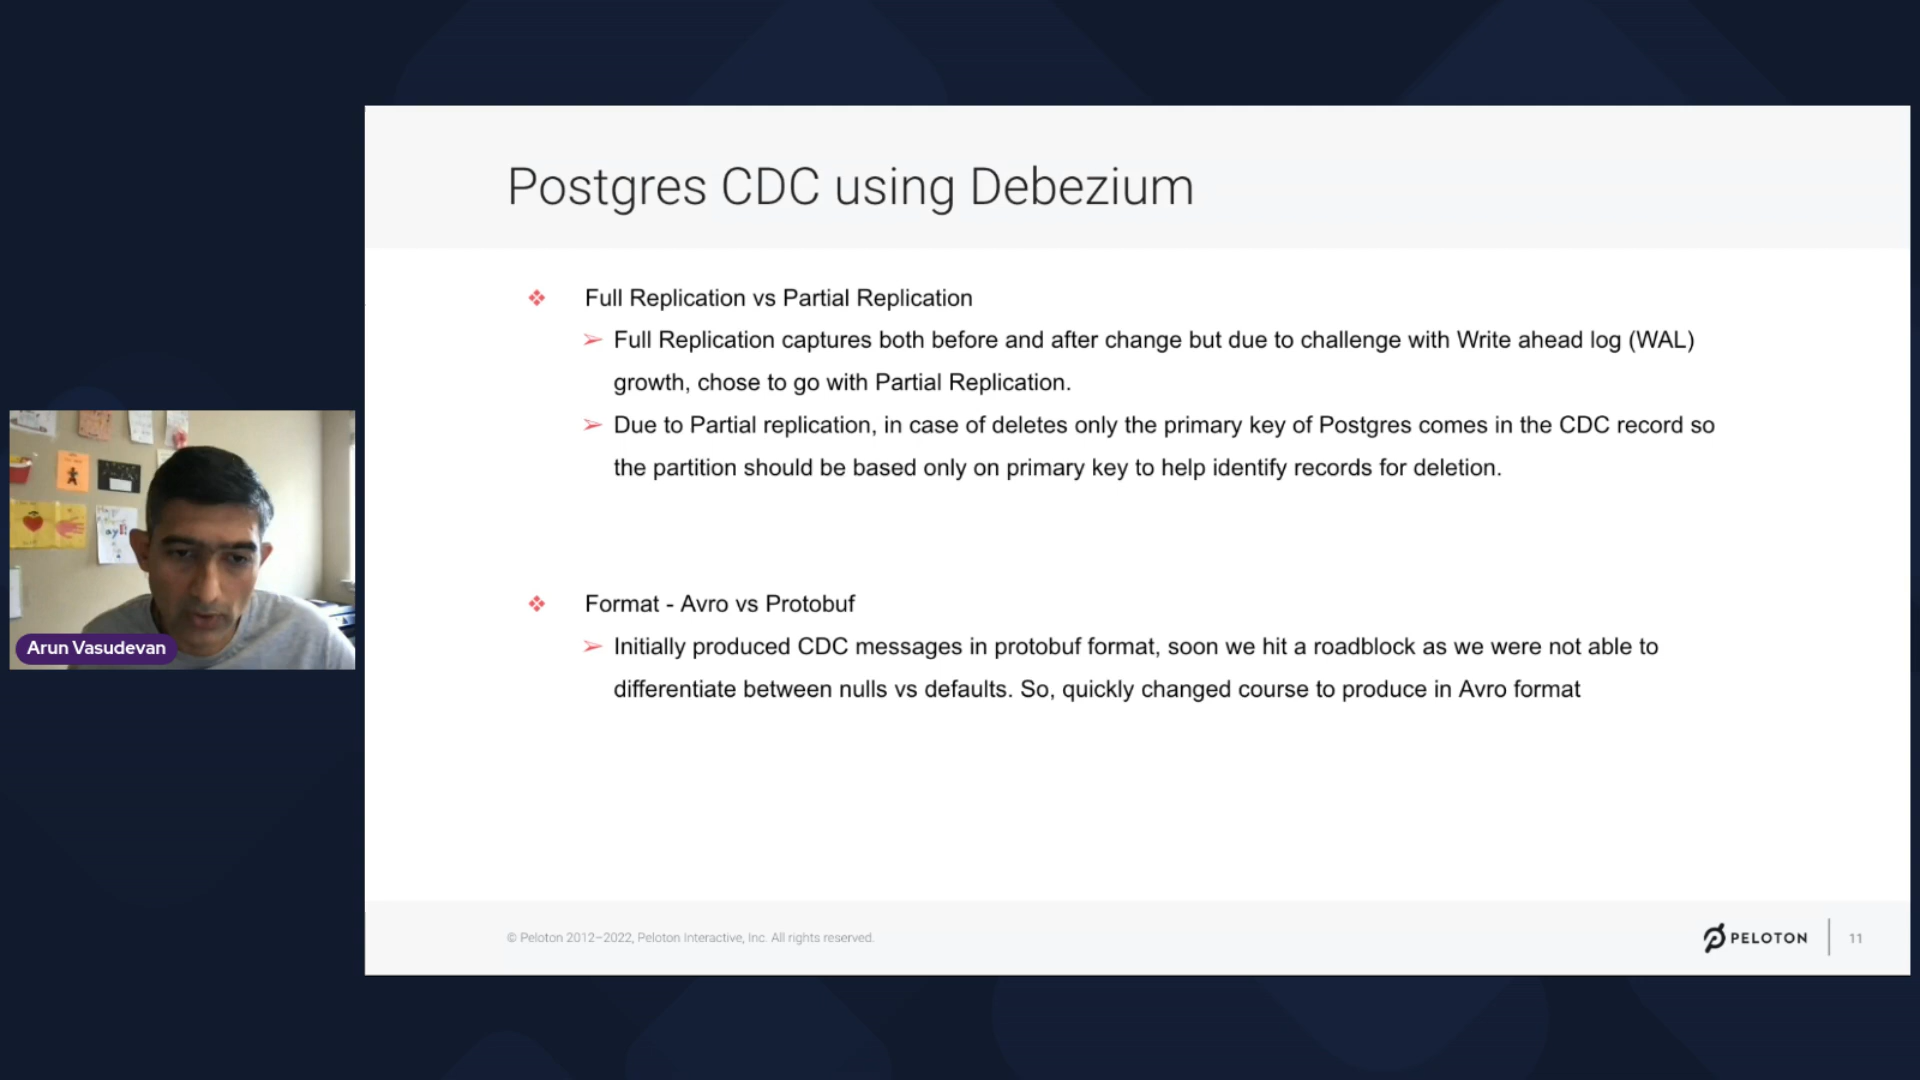 Postgres CDC using Debezium
❖ Full Replication vs Partial Replication
➢ Full Replication captures both before and after change but due to challenge with Write ahead log (WAL)
growth, chose to go with Partial Replication.
➢ Due to Partial replication, in case of deletes only the primary key of Postgres comes in the CDC record so
the partition should be based only on primary key to help identify records for deletion.
❖ Format - Avro vs Protobuf
➢ Initially produced CDC messages in protobuf format, soon we hit a roadblock as we were not able to
differentiate between nulls vs defaults. So, quickly changed course to produce in Avro format
Arun Vasudevan
© Peloton 2012–2022, Peloton Interactive, Inc. All rights reserved.
PELOTON
11